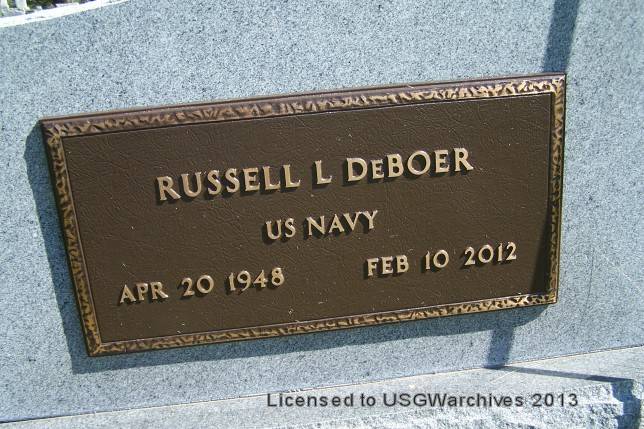 RUSSELL L DEBOER
US NAVY
APR 20 1948 FEB 10 2012
Licensed to USGWarchives 2013